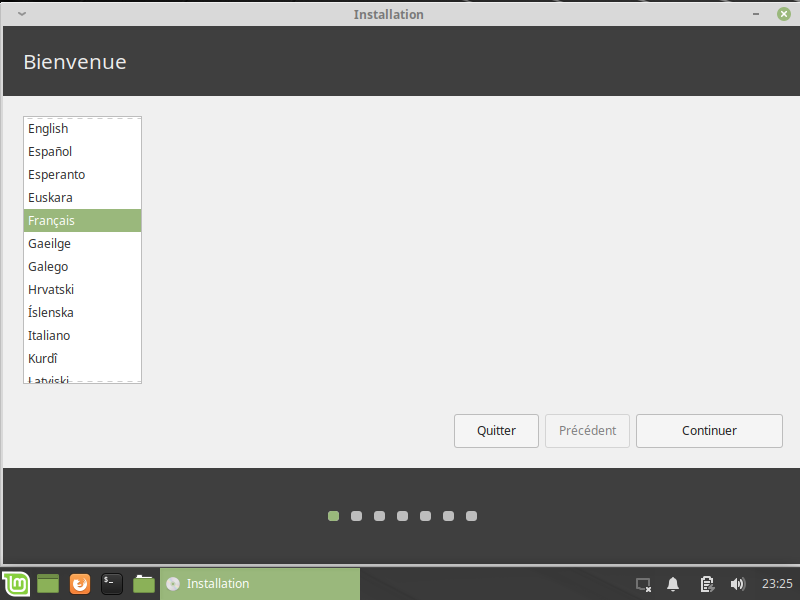 Installation
Bienvenue
English
Español
Esperanto
Euskara
Français
Gaeilge
Galego
Hrvatski
Íslenska
Italiano
Kurdî
Latviski
Quitter
Précédent
Continuer
Installation
23:25